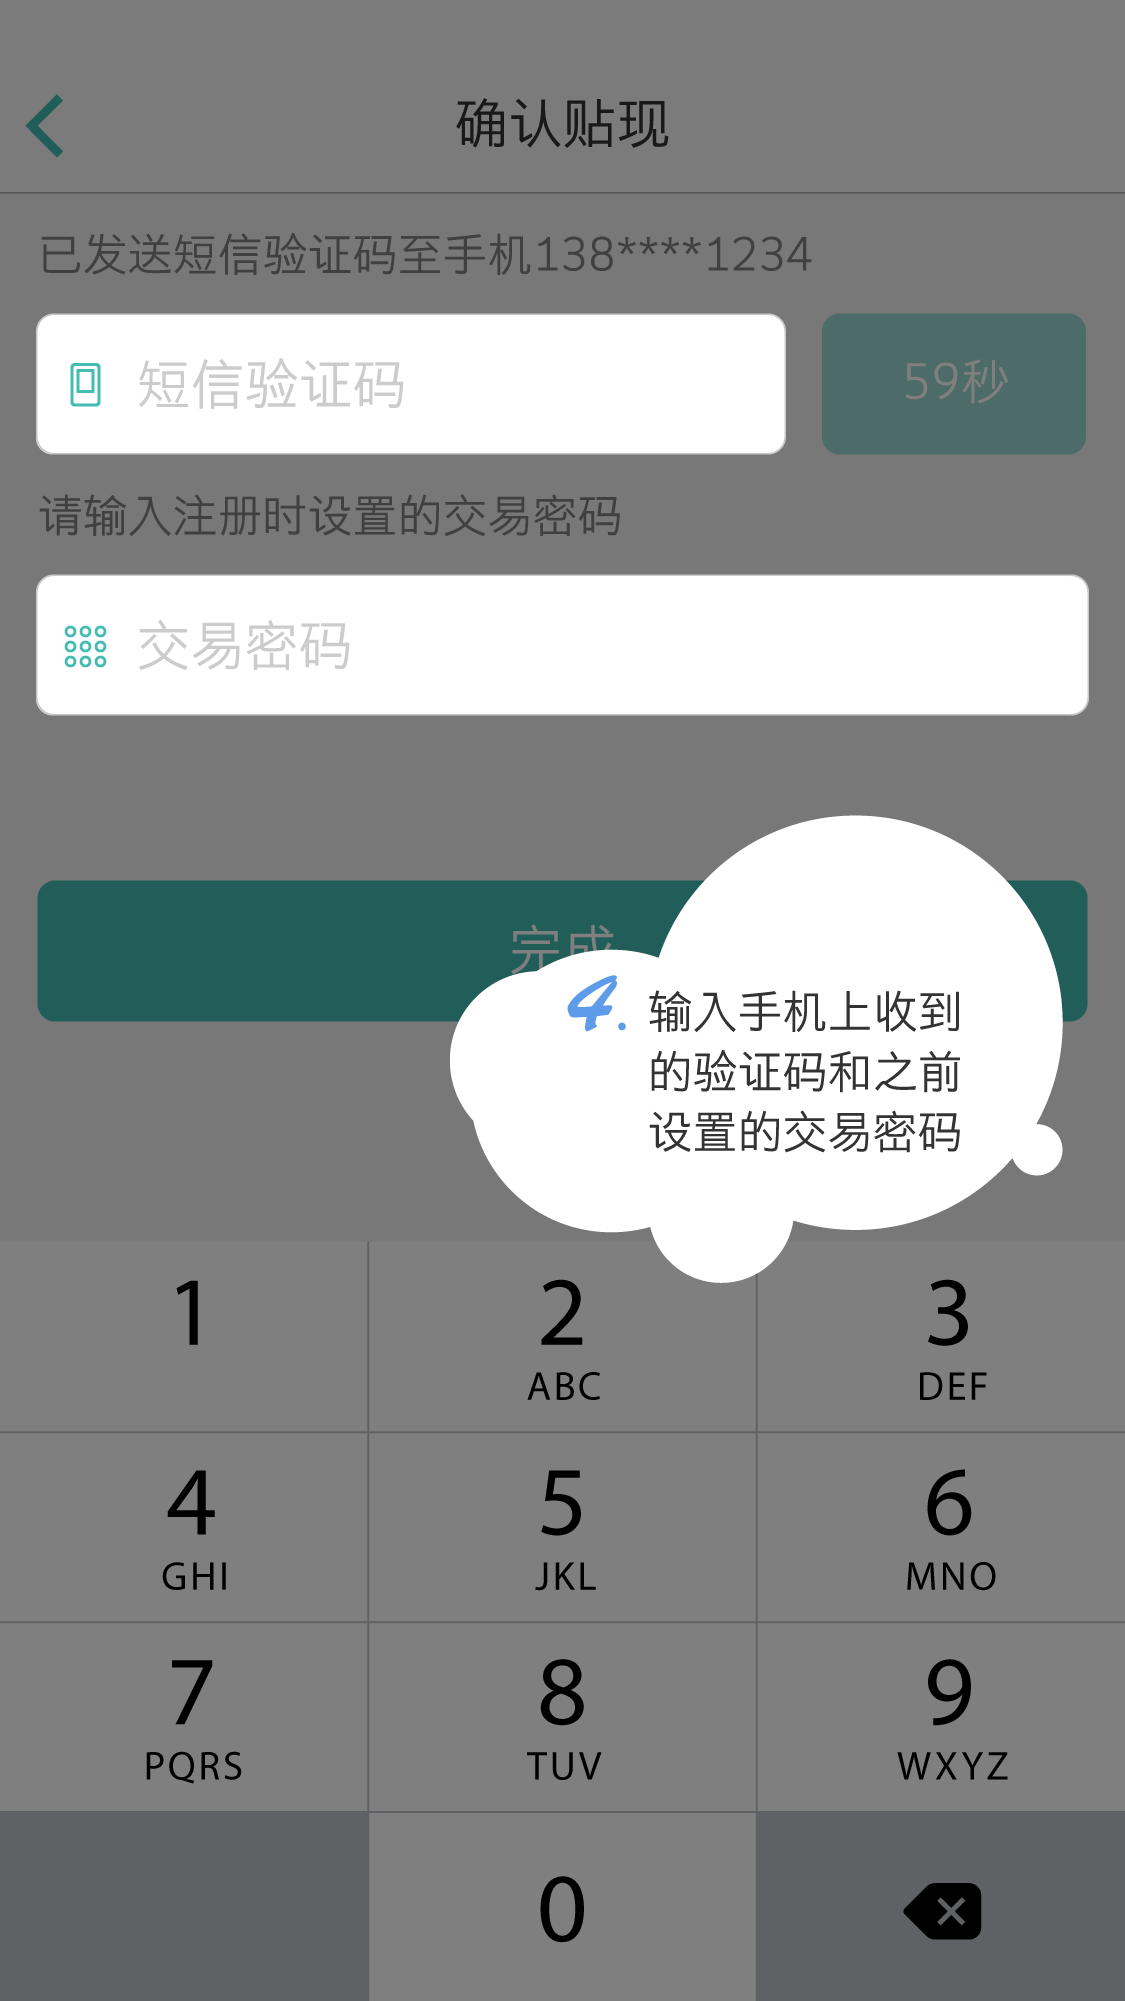 确认贴现
已发送短信验证码至手机138****1234
短信验证码
59秒
请输入注册时设置的交易密码
交易密码
完成
4. 输入手机上收到
的验证码和之前
设置的交易密码
1
2
3
ABC
DEF
4
5
6
GHI
JKL
MNO
7
8
9
PQRS
TUV
WXYZ
0